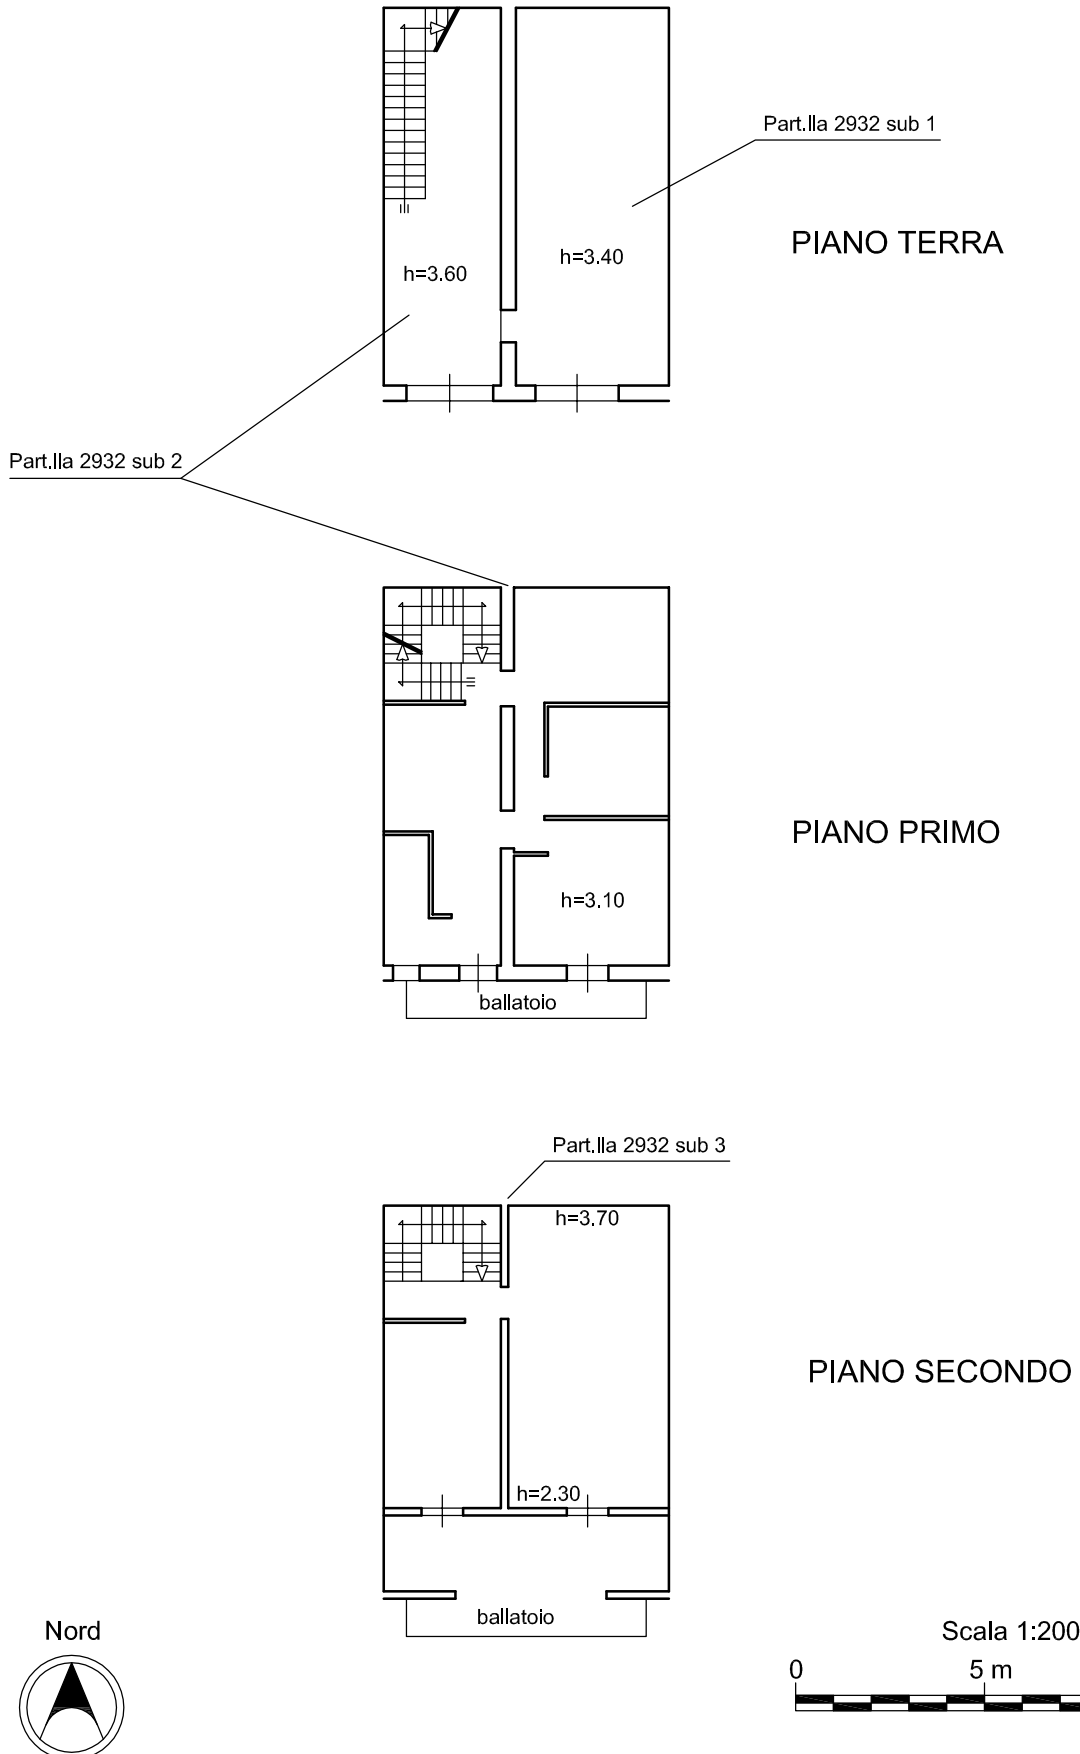 Part.lla 2932 sub 1
PIANO TERRA
h=3.60
h=3.40
Part.lla 2932 sub 2
PIANO PRIMO
h=3.10
ballatoio
Part.lla 2932 sub 3
h=3.70
PIANO SECONDO
h=2.30
ballatoio
Nord
Scala 1:200
0
5 m